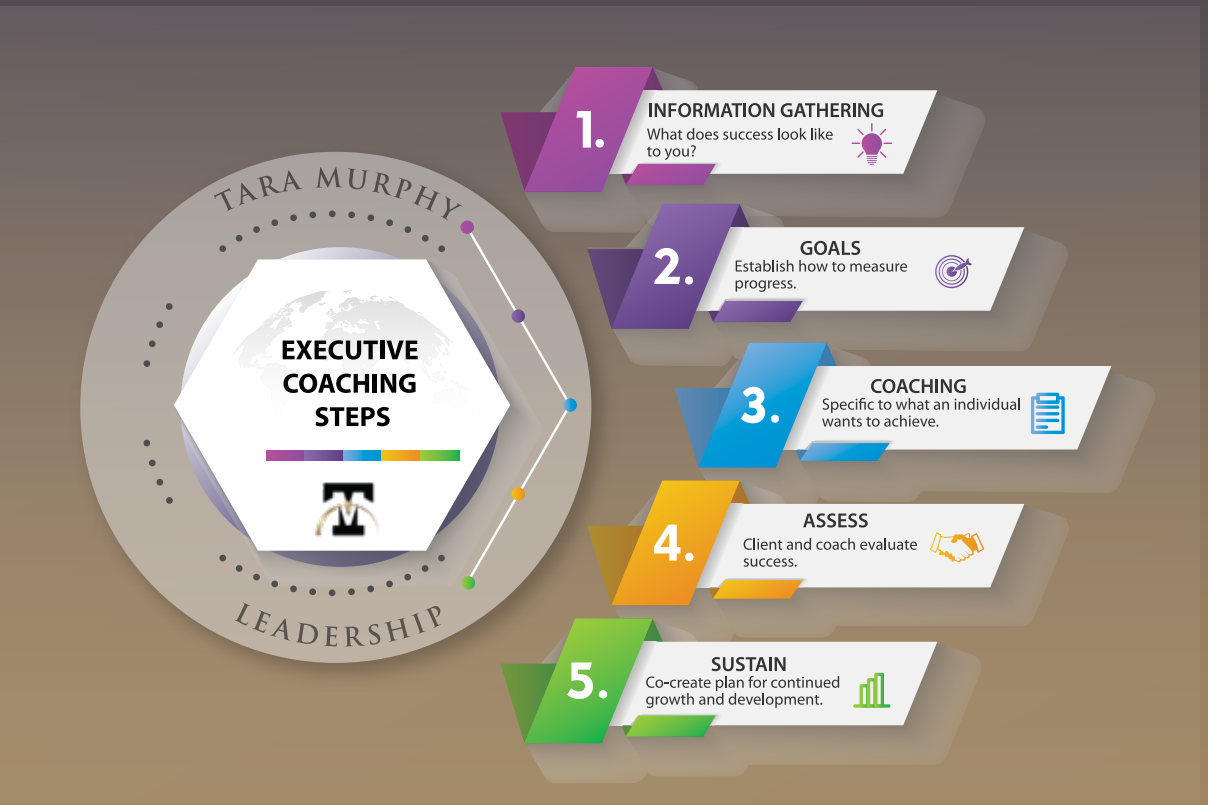 TARA MURPHY
EXECUTIVE
COACHING
STEPS
LEADERSHIP
1.
INFORMATION GATHERING
What does success look like
to you?
2.
GOALS
Establish how to measure
progress.
3.
COACHING
Specific to what an individual
wants to achieve.
4.
ASSESS
Client and coach evaluate
success.
5.
SUSTAIN
Co-create plan for continued
growth and development.